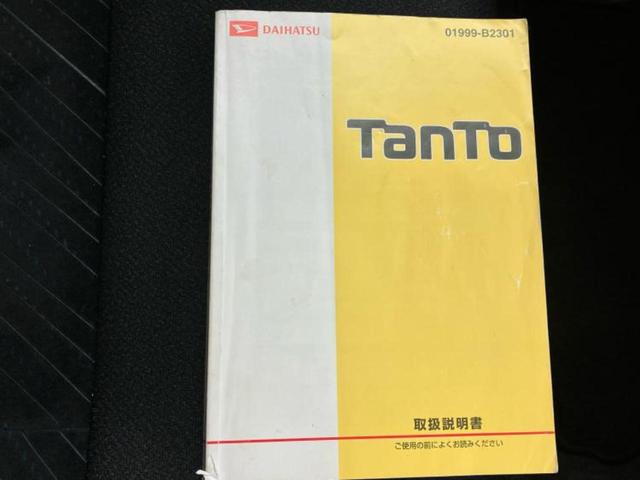 DAIHATSU
01999-B2301
TanTo
取扱説明書
ご使用の前によくお読みください